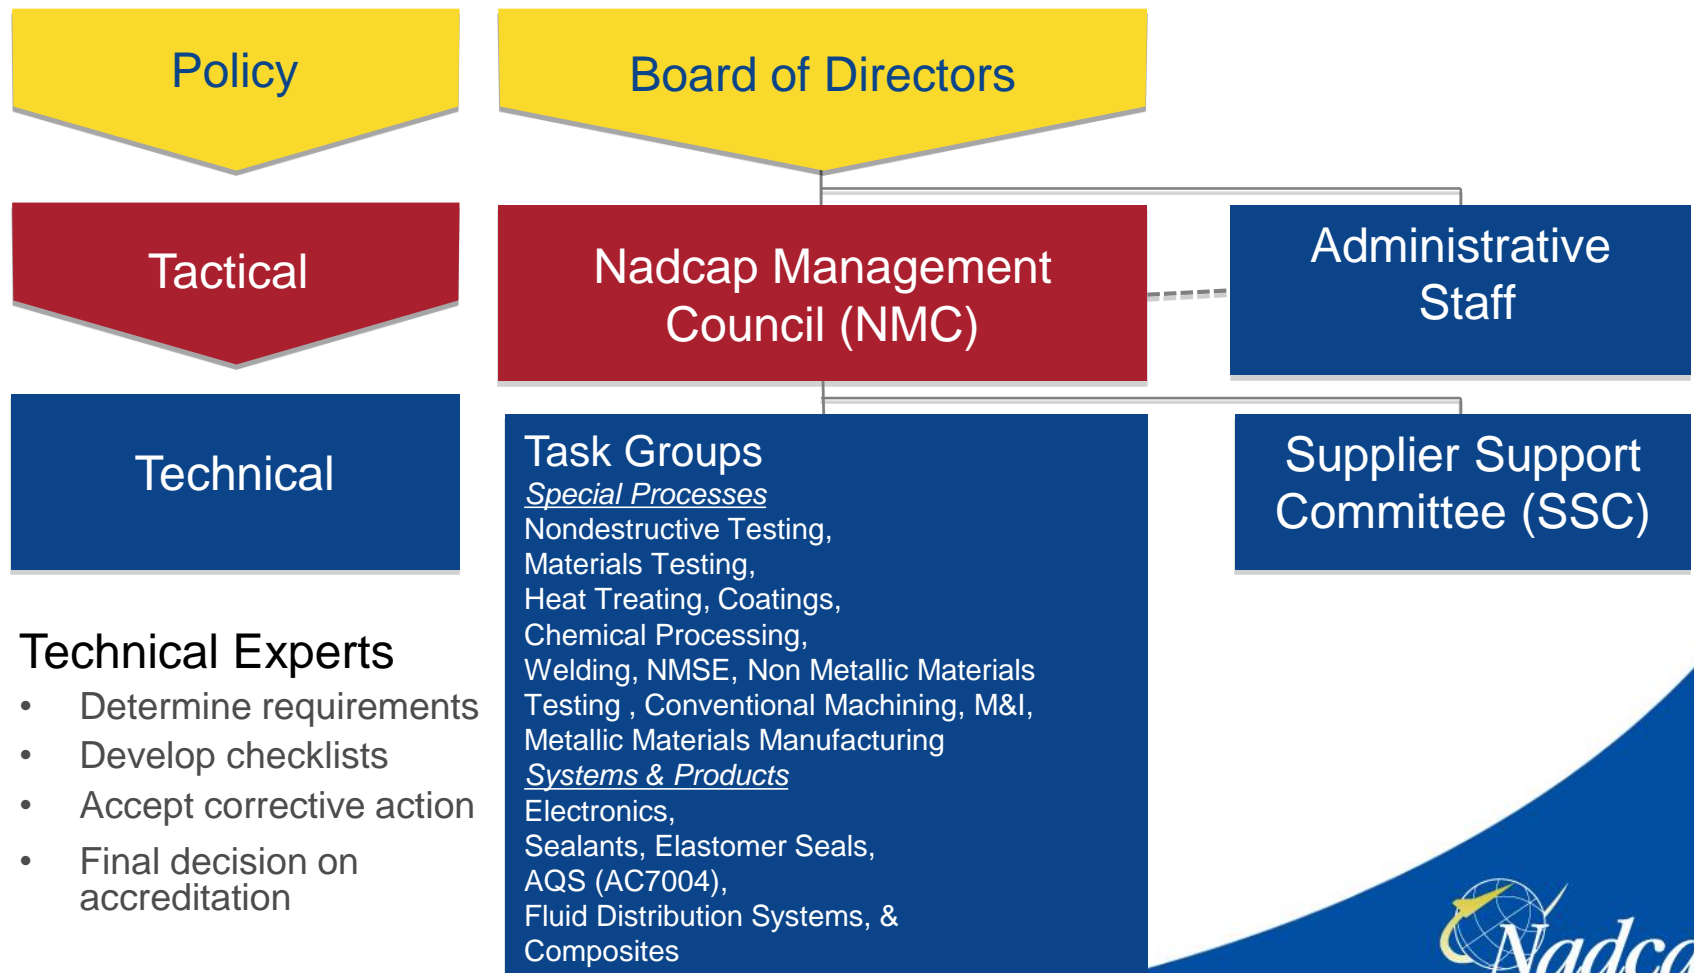 Policy
Board of Directors
Tactical
Nadcap Management
Council (NMC)
Administrative
Staff
Technical
Task Groups
Special Processes
Nondestructive Testing,
Materials Testing,
Heat Treating, Coatings,
Chemical Processing,
Welding, NMSE, Non Metallic Materials
Testing , Conventional Machining, M&I,
Metallic Materials Manufacturing
Systems & Products
Electronics,
Sealants, Elastomer Seals,
AQS (AC7004),
Fluid Distribution Systems, &
Composites
Supplier Support
Committee (SSC)
Technical Experts
• Determine requirements
• Develop checklists
• Accept corrective action
• Final decision on
accreditation
Nadca